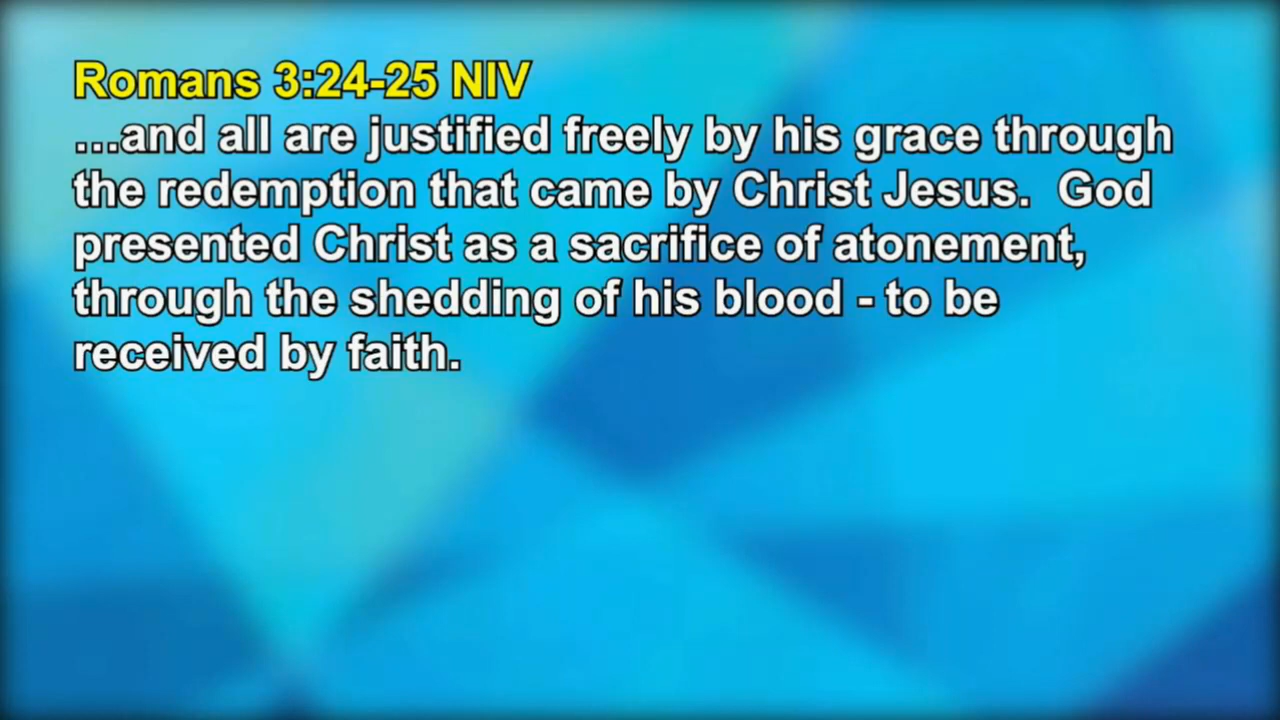 Romans 3:24-25 NIV
...and all are justified freely by his grace through
the redemption that came by Christ Jesus.  God
presented Christ as a sacrifice of atonement,
through the shedding of his blood - to be
received by faith.